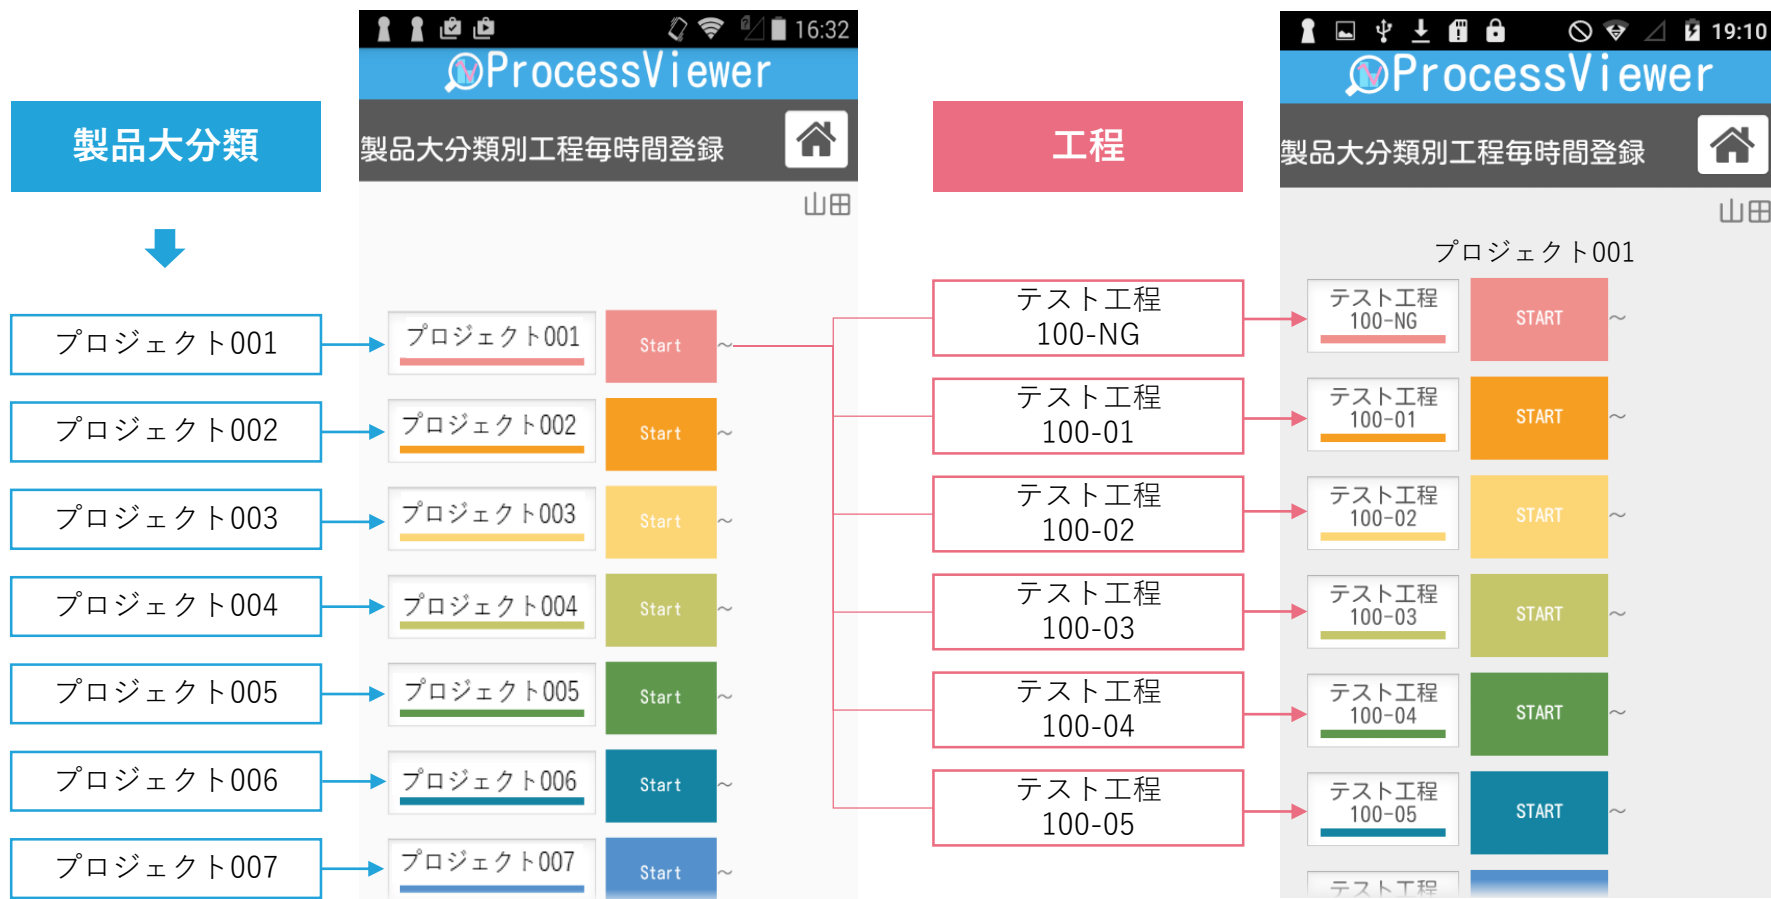 製品大分類
プロジェクト001
プロジェクト002
プロジェクト003
プロジェクト004
プロジェクト005
プロジェクト006
プロジェクト007
16:32
ProcessViewer
製品大分類別工程毎時間登録
山田
プロジェクト001 Start ～
プロジェクト002 Start ～
プロジェクト003 Start ～
プロジェクト004 Start ～
プロジェクト005 Start ～
プロジェクト006 Start ～
プロジェクト007 Start ～
工程
テスト工程
100-NG
テスト工程
100-01
テスト工程
100-02
テスト工程
100-03
テスト工程
100-04
テスト工程
100-05
19:10
ProcessViewer
製品大分類別工程毎時間登録
山田
プロジェクト001
テスト工程
100-NG
START ～
テスト工程
100-01
START ～
テスト工程
100-02
START ～
テスト工程
100-03
START ～
テスト工程
100-04
START ～
テスト工程
100-05
START ～
テスト工程